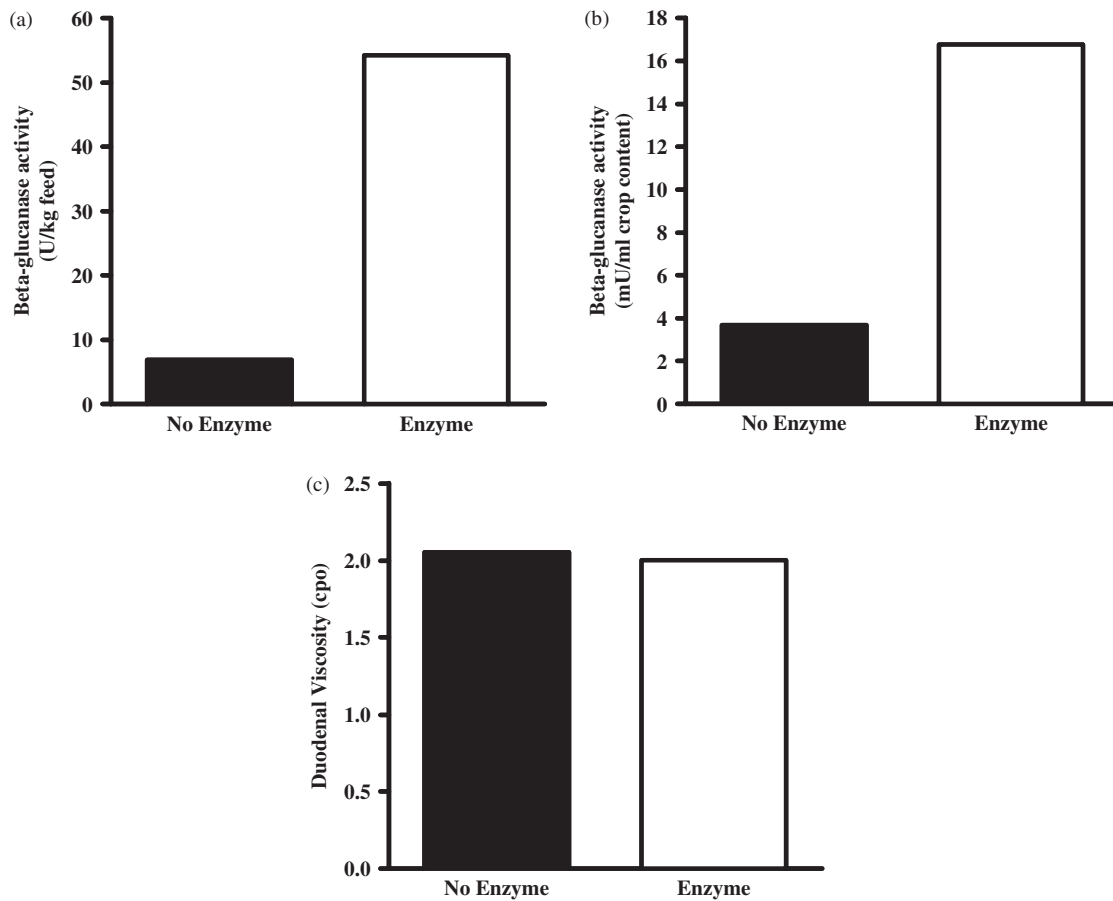 (a)
Beta-glucanase activity
(U/kg feed)
60
50
40
30
20
10
0
No Enzyme Enzyme
(b)
Beta-glucanase activity
(mU/ml crop content)
18
16
14
12
10
8
6
4
2
0
No Enzyme Enzyme
(c)
Duodenal Viscosity (cpo)
2.5
2.0
1.5
1.0
0.5
0.0
No Enzyme Enzyme